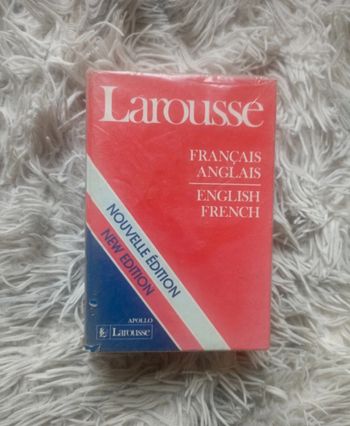 Larousse
FRANÇAIS
ANGLAIS
ENGLISH
FRENCH
NOUVELLE ÉDITION
NEW EDITION
APOLLO
Larousse